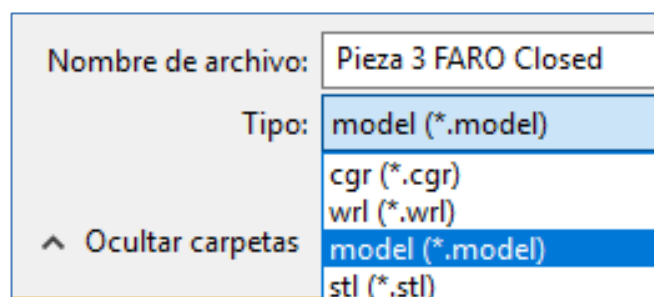 Nombre de archivo: Pieza 3 FARO Closed
Tipo: model (*.model)
cgr (*.cgr)
wrl (*.wrl)
Ocultar carpetas
model (*.model)
stl (*.stl)